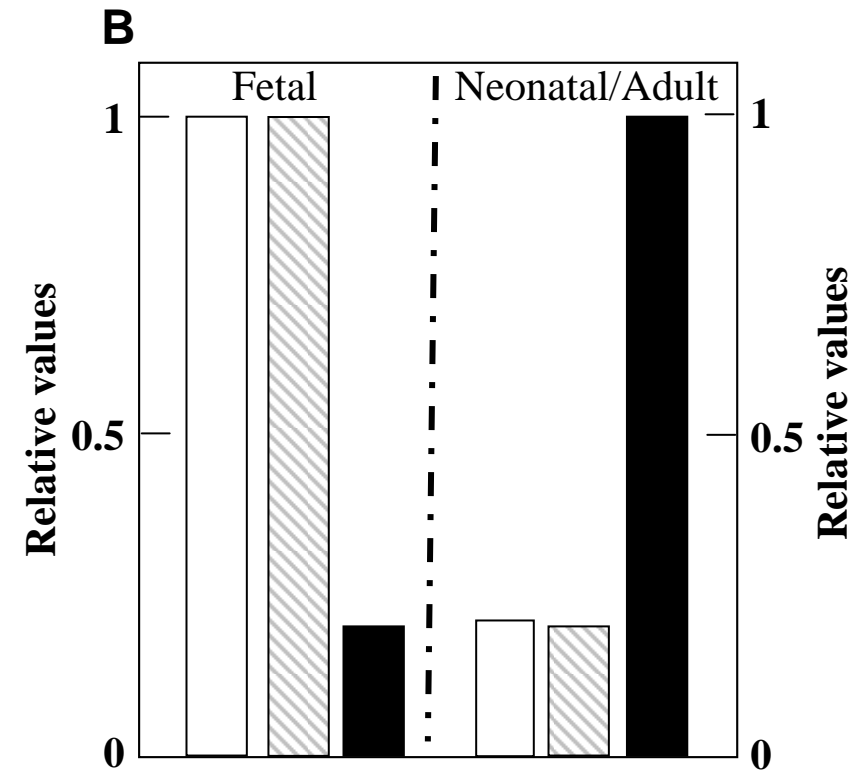 B
Fetal
Neonatal/Adult
1
0.5
0
Relative values
1
0.5
0
Relative values